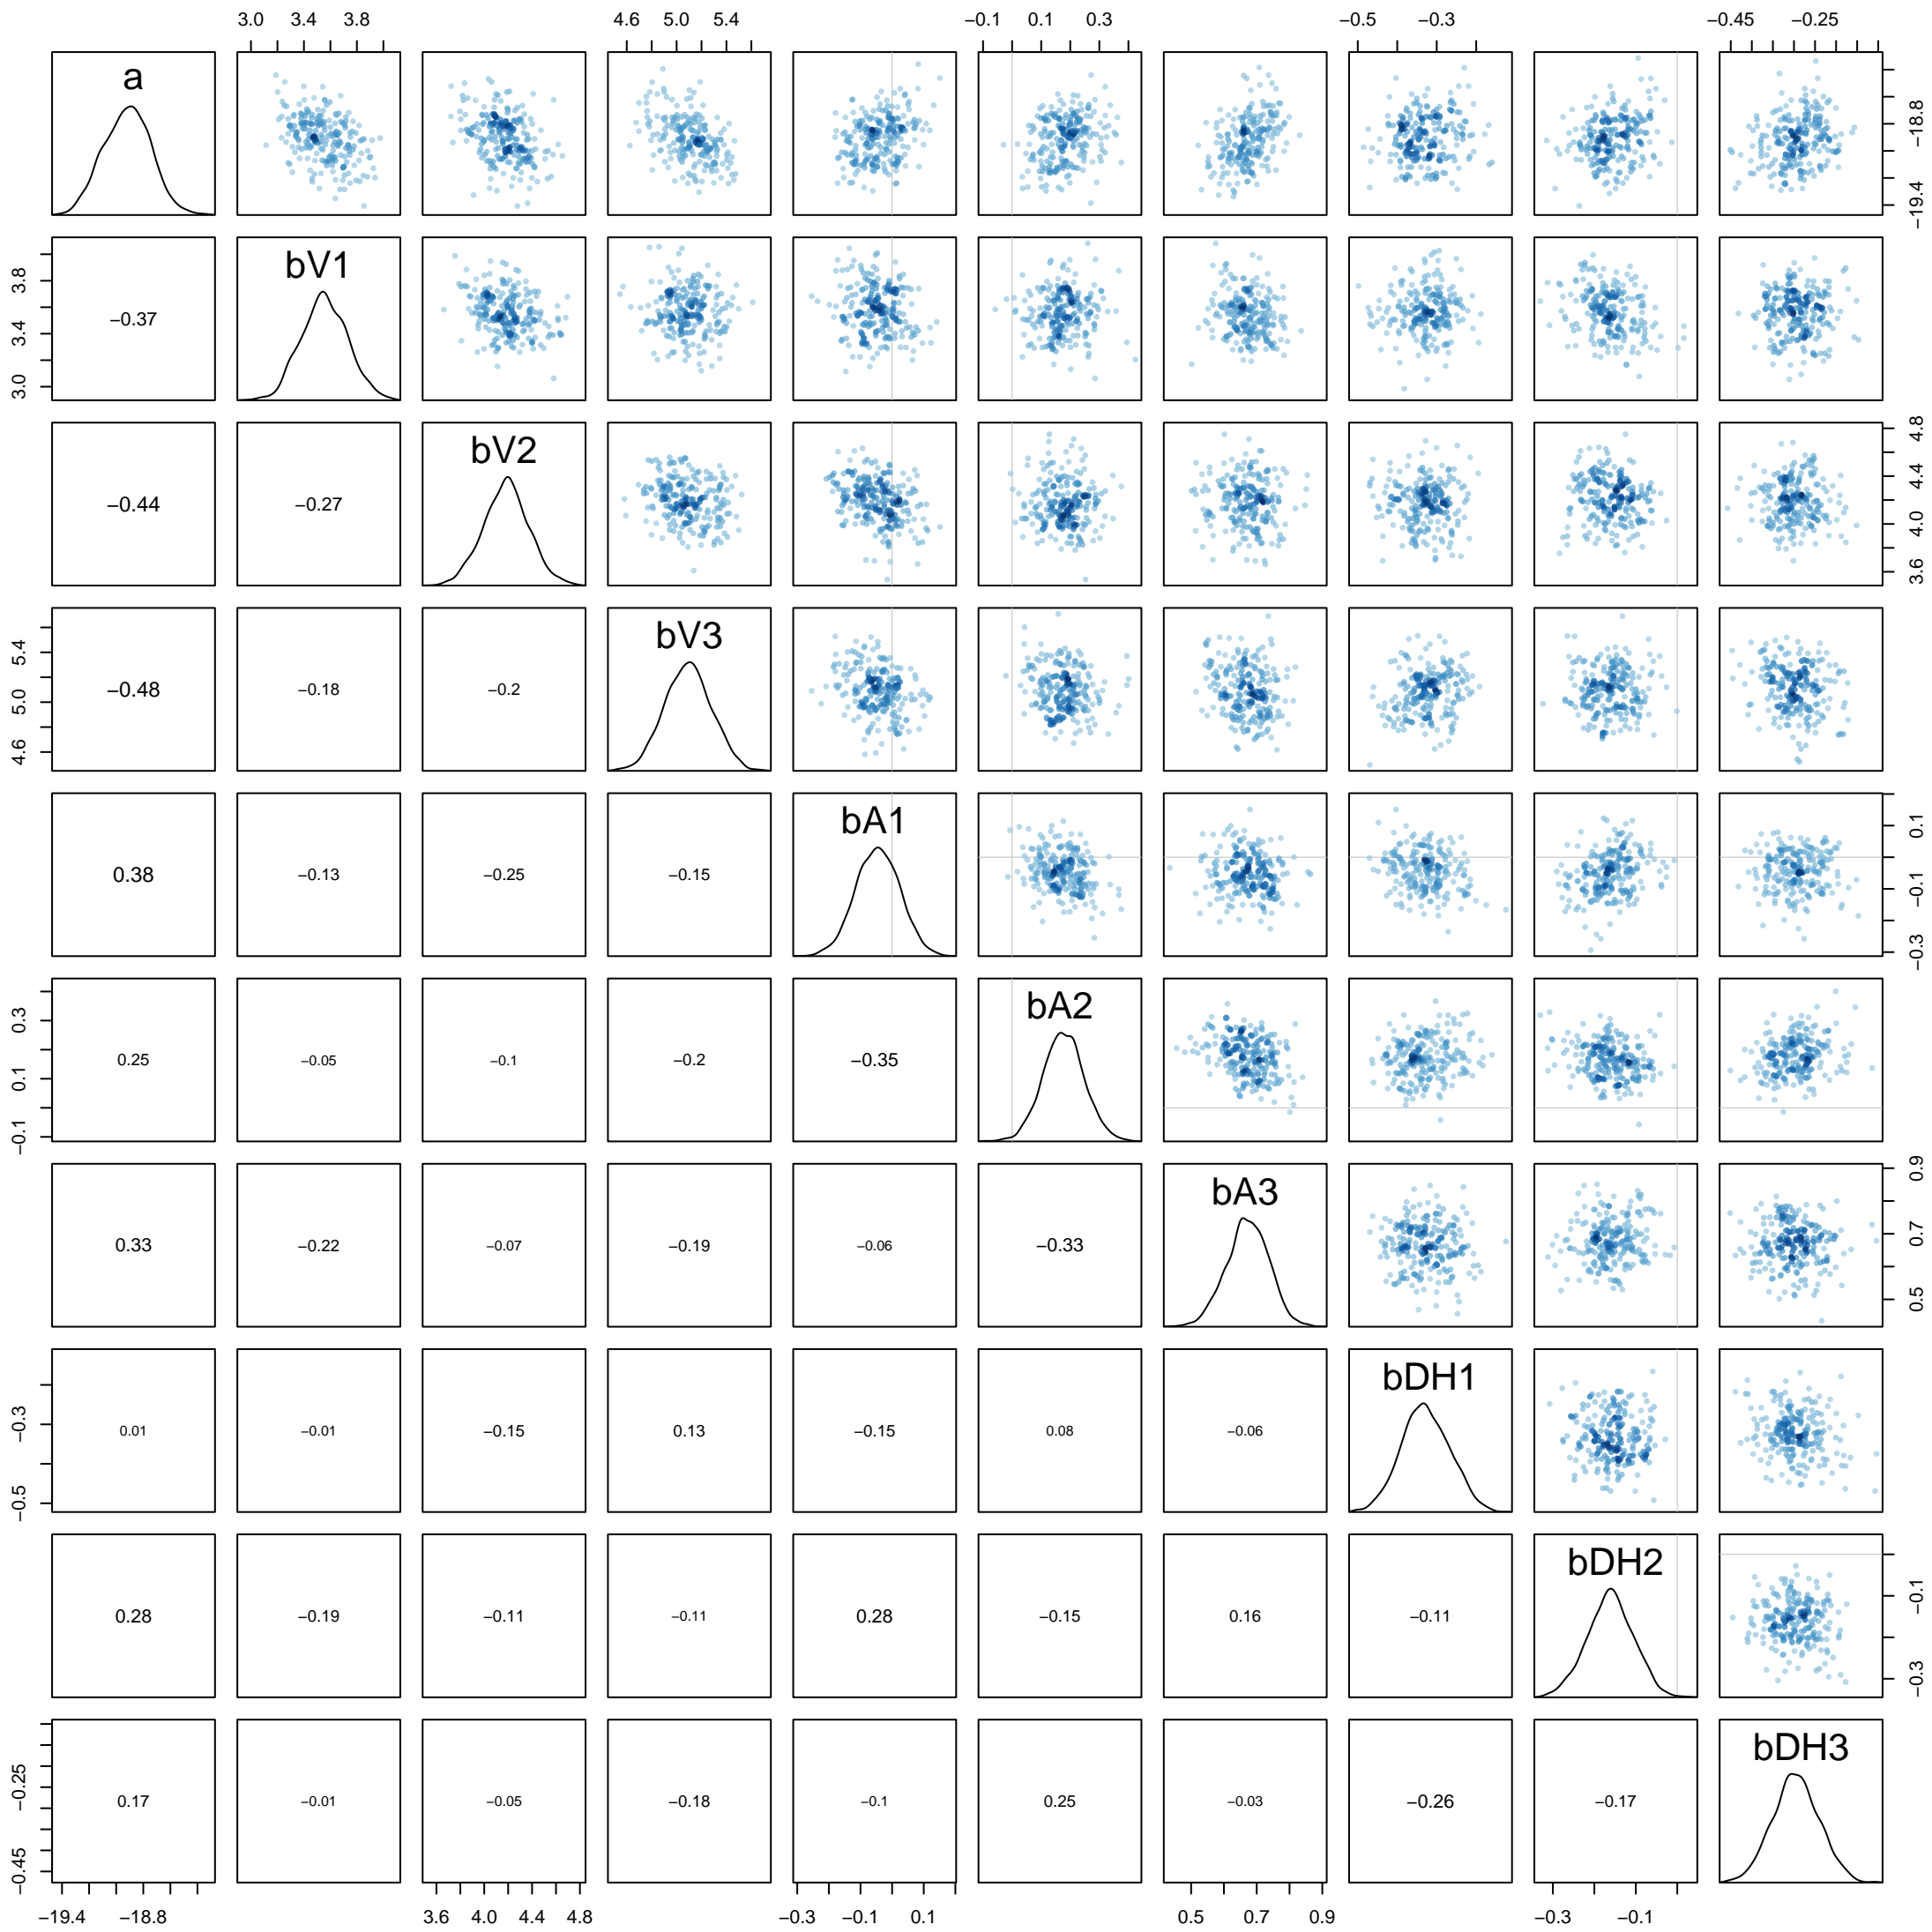 3.0 3.4 3.8 4.6 5.0 5.4 −0.1 0.1 0.3 −0.5 −0.3 −0.45 −0.25
a −19.4 −18.8
3.0 3.4 3.8 −0.37 bV1
−0.44 −0.27 bV2 3.6 4.0 4.4 4.8
4.6 5.0 5.4 −0.48 −0.18 −0.2 bV3
0.38 −0.13 −0.25 −0.15 bA1 −0.3 −0.1 0.1
−0.1 0.1 0.3 0.25 −0.05 −0.1 −0.2 −0.35 bA2
0.33 −0.22 −0.07 −0.19 −0.06 −0.33 bA3 0.5 0.7 0.9
−0.5 −0.3 0.01 −0.01 −0.15 0.13 −0.15 0.08 −0.06 bDH1
0.28 −0.19 −0.11 −0.11 0.28 −0.15 0.16 −0.11 bDH2 −0.3 −0.1
−0.45 −0.25 0.17 −0.01 −0.05 −0.18 −0.1 0.25 −0.03 −0.26 −0.17 bDH3
−19.4 −18.8 3.6 4.0 4.4 4.8 −0.3 −0.1 0.1 0.5 0.7 0.9 −0.3 −0.1